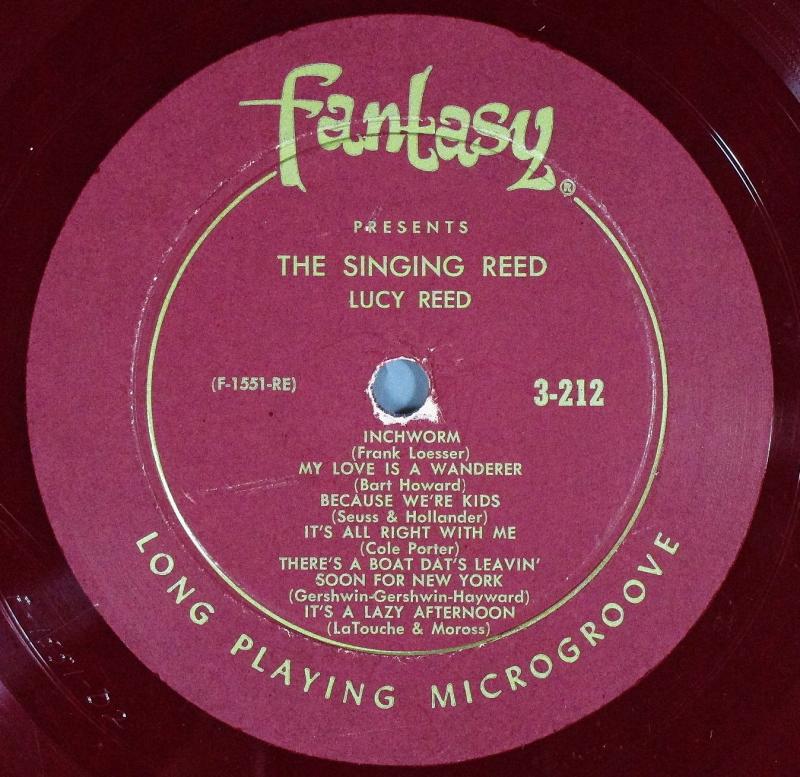 fantasy®
PRESENTS
THE SINGING REED
LUCY REED
(F-1551-RE)
3-212
INCHWORM
(Frank Loesser)
MY LOVE IS A WANDERER
(Bart Howard)
BECAUSE WE'RE KIDS
(Seuss & Hollander)
IT'S ALL RIGHT WITH ME
(Cole Porter)
THERE'S A BOAT DAT'S LEAVIN'
SOON FOR NEW YORK
(Gershwin-Gershwin-Hayward)
IT'S A LAZY AFTERNOON
(LaTouche & Moross)
LONG PLAYING MICROGROOVE